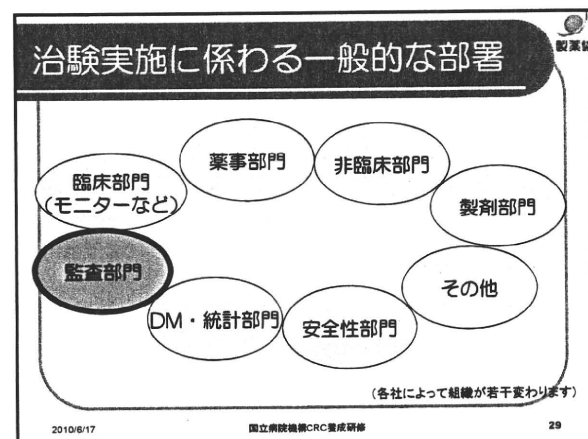 製薬協
治験実施に係わる一般的な部署
薬事部門
非臨床部門
臨床部門
(モニターなど)
製剤部門
監査部門
その他
DM・統計部門
安全性部門
(各社によって組織が若干変わります)
2010/6/17
国立病院機構CRC養成研修
29